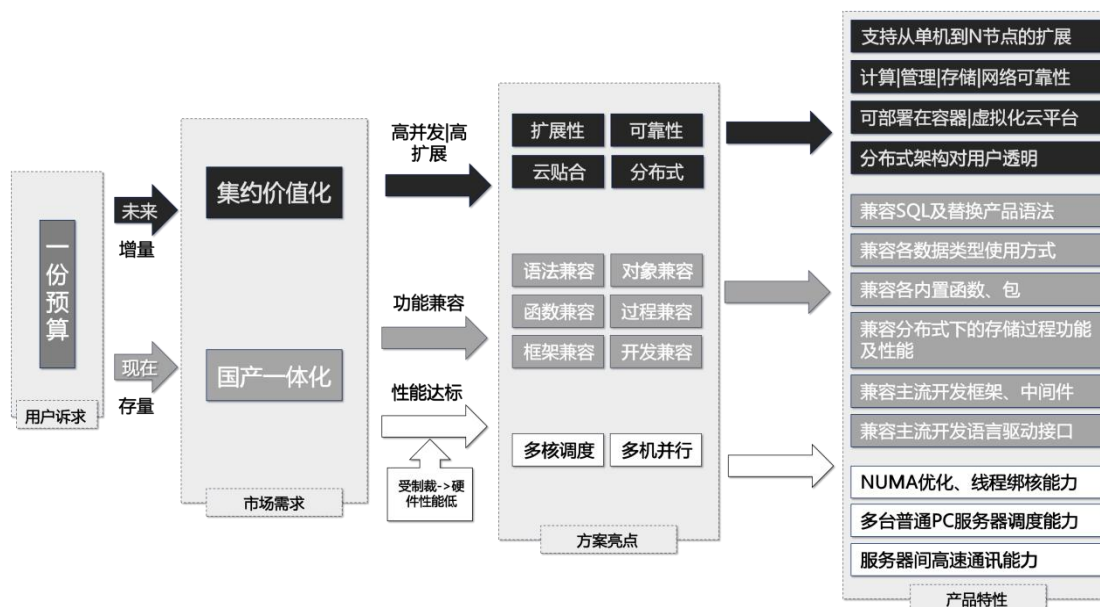 一份预算
用户诉求
未来
增量
现在
存量
集约价值化
国产一体化
市场需求
高并发|高
扩展
功能兼容
性能达标
受制裁->硬
件性能低
扩展性
可靠性
云贴合
分布式
语法兼容
对象兼容
函数兼容
过程兼容
框架兼容
开发兼容
多核调度
多机并行
方案亮点
支持从单机到N节点的扩展
计算|管理|存储|网络可靠性
可部署在容器|虚拟化云平台
分布式架构对用户透明
兼容SQL及替换产品语法
兼容各数据类型使用方式
兼容各内置函数、包
兼容分布式下的存储过程功能
及性能
兼容主流开发框架、中间件
兼容主流开发语言驱动接口
NUMA优化、线程绑核能力
多台普通PC服务器调度能力
服务器间高速通讯能力
产品特性